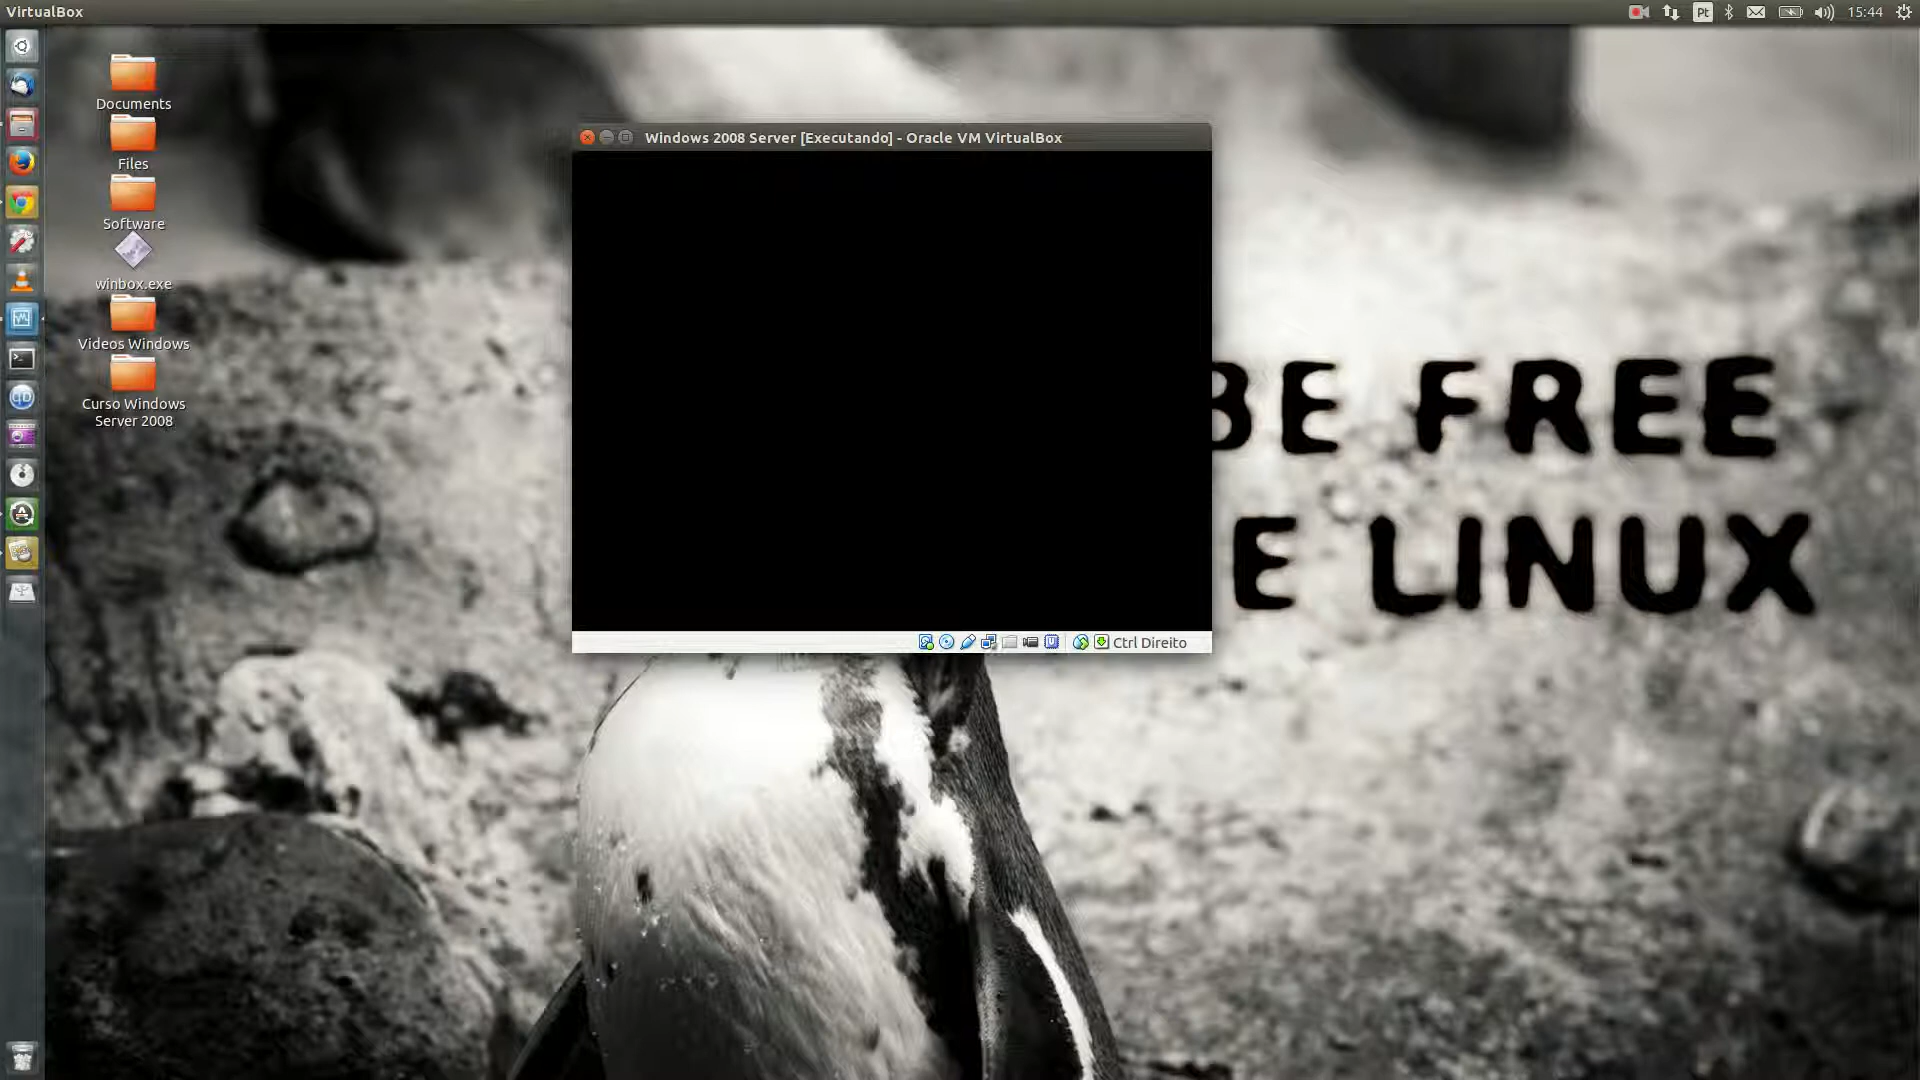 VirtualBox
Pt
15:44
Documents
Files
Software
winbox.exe
Videos Windows
Curso Windows
Server 2008
Windows 2008 Server [Executando] - Oracle VM VirtualBox
Ctrl Direito
BE FREE
E LINUX